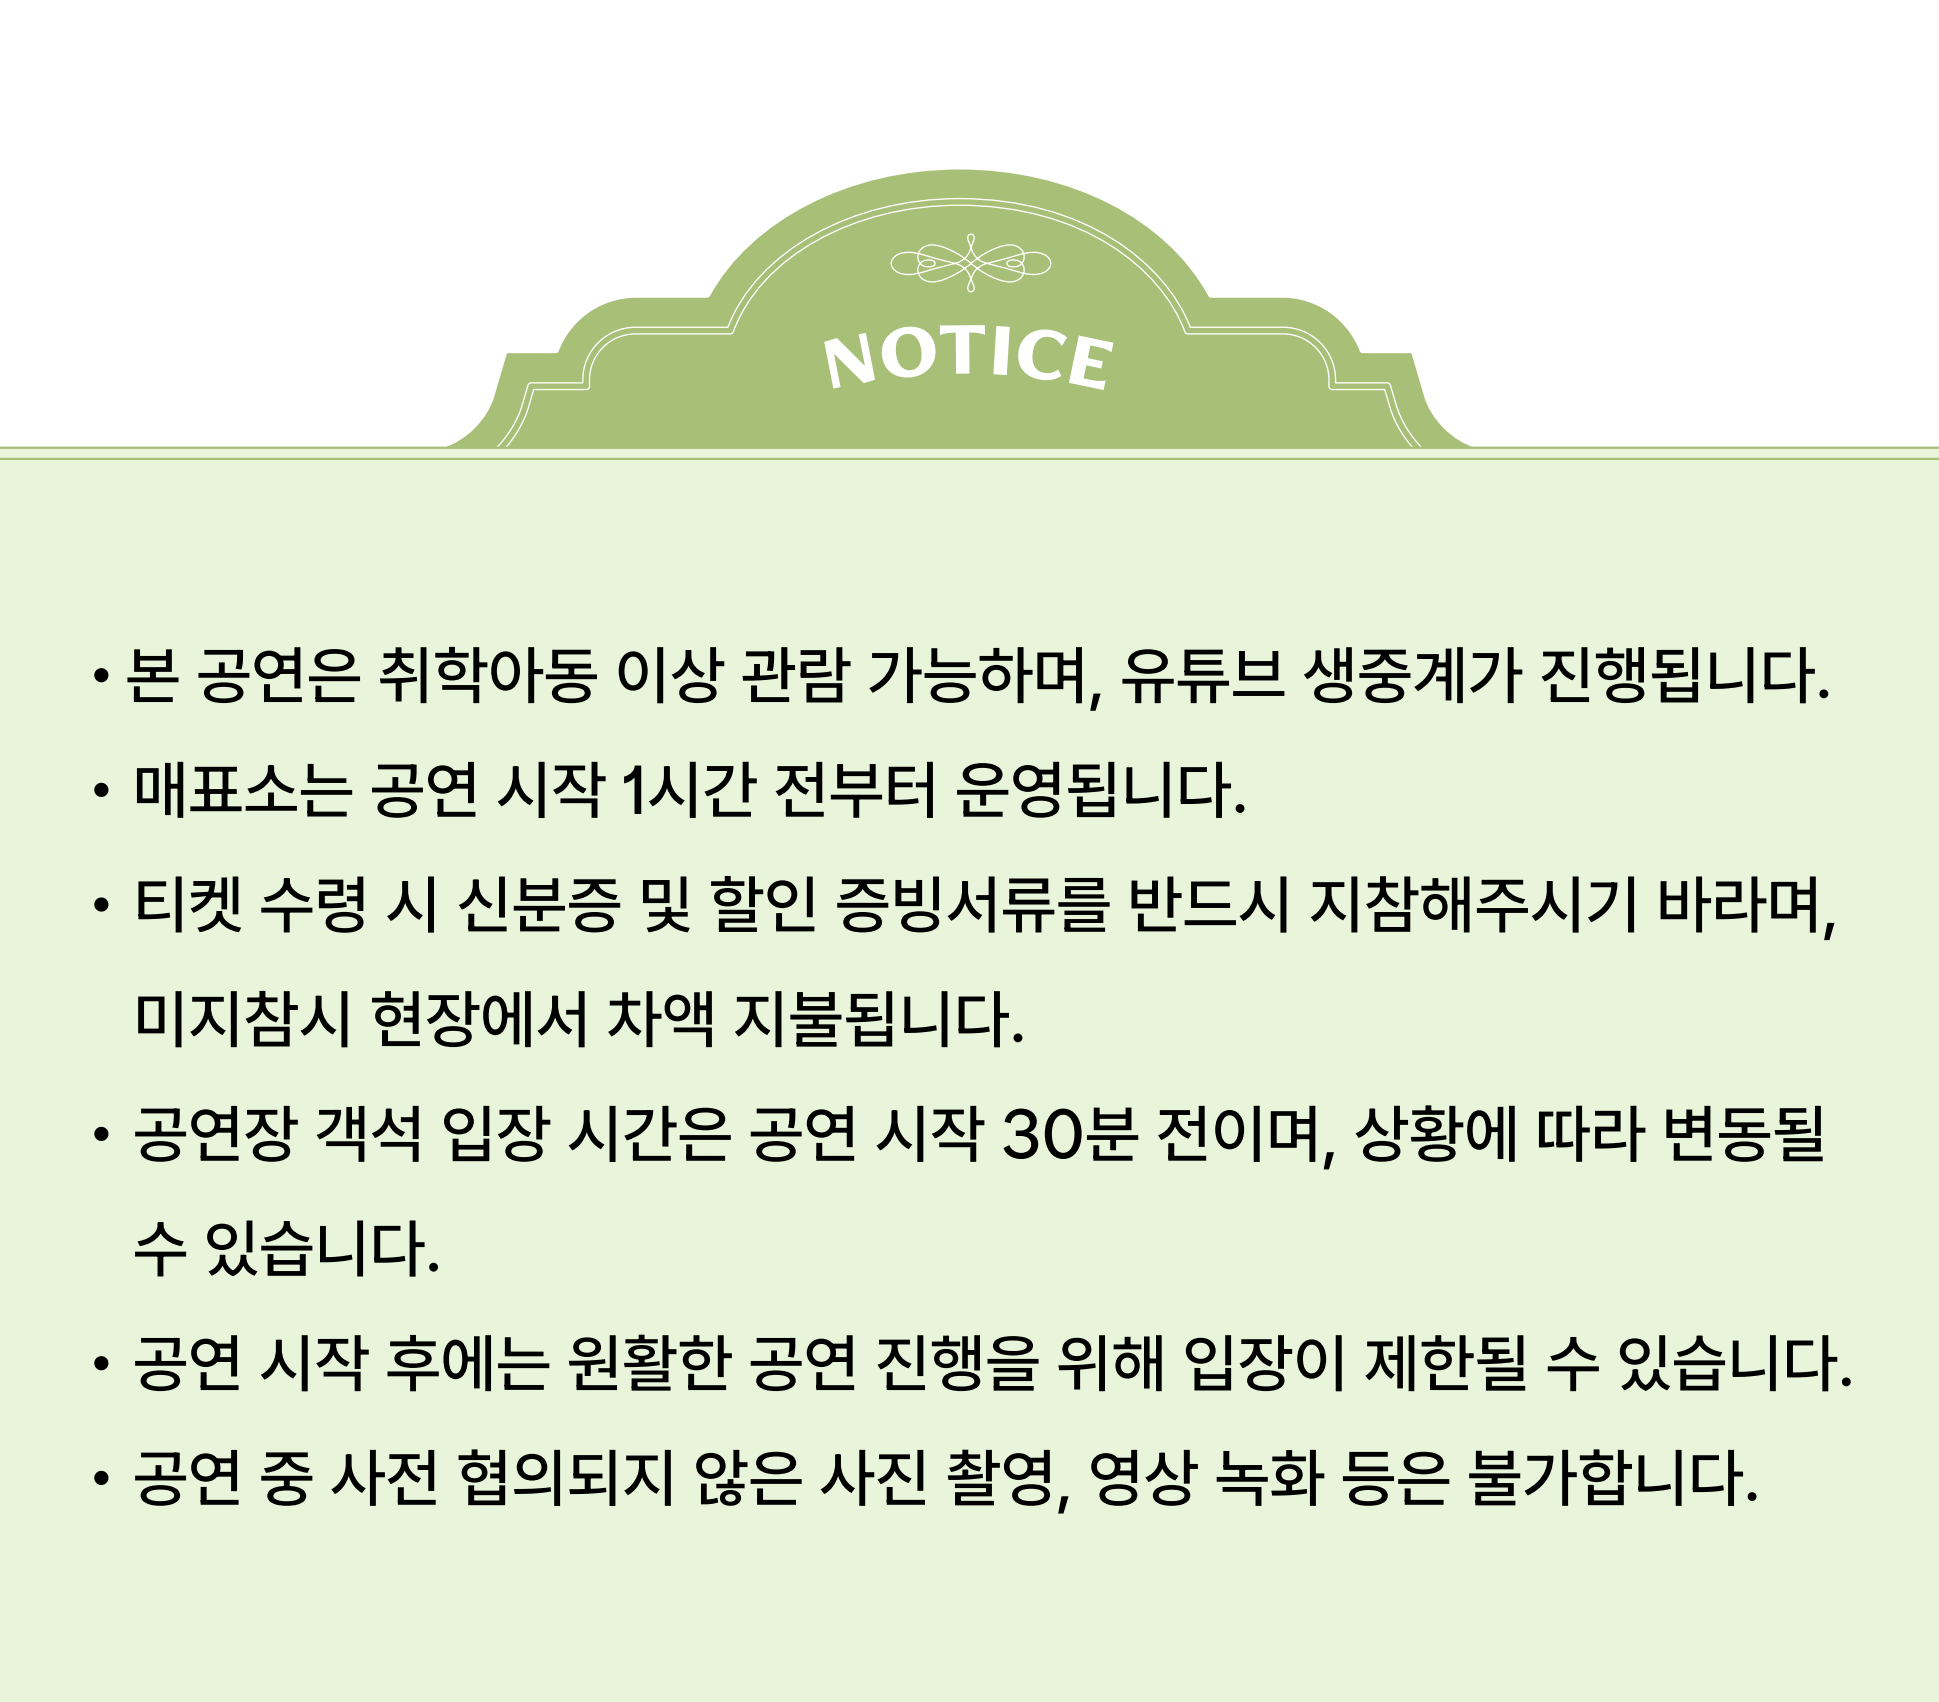 NOTICE
• 본 공연은 취학아동 이상 관람 가능하며, 유튜브 생중계가 진행됩니다.
• 매표소는 공연 시작 1시간 전부터 운영됩니다.
• 티켓 수령 시 신분증 및 할인 증빙서류를 반드시 지참해주시기 바라며,
미지참시 현장에서 차액 지불됩니다.
• 공연장 객석 입장 시간은 공연 시작 30분 전이며, 상황에 따라 변동될
수 있습니다.
• 공연 시작 후에는 원활한 공연 진행을 위해 입장이 제한될 수 있습니다.
• 공연 중 사전 협의되지 않은 사진 촬영, 영상 녹화 등은 불가합니다.